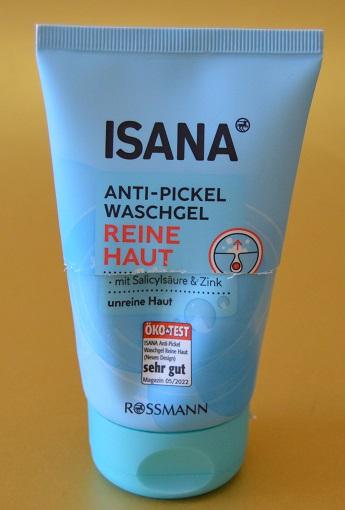 ISANA
ANTI-PICKEL
WASCHGEL
REINE
HAUT
· mit Salicylsäure & Zink
unreine Haut
ÖKO-TEST
ISANA Anti-Pickel
Waschgel Reine Haut
(Neues Design)
sehr gut
Magazin 05/2022
ROSSMANN